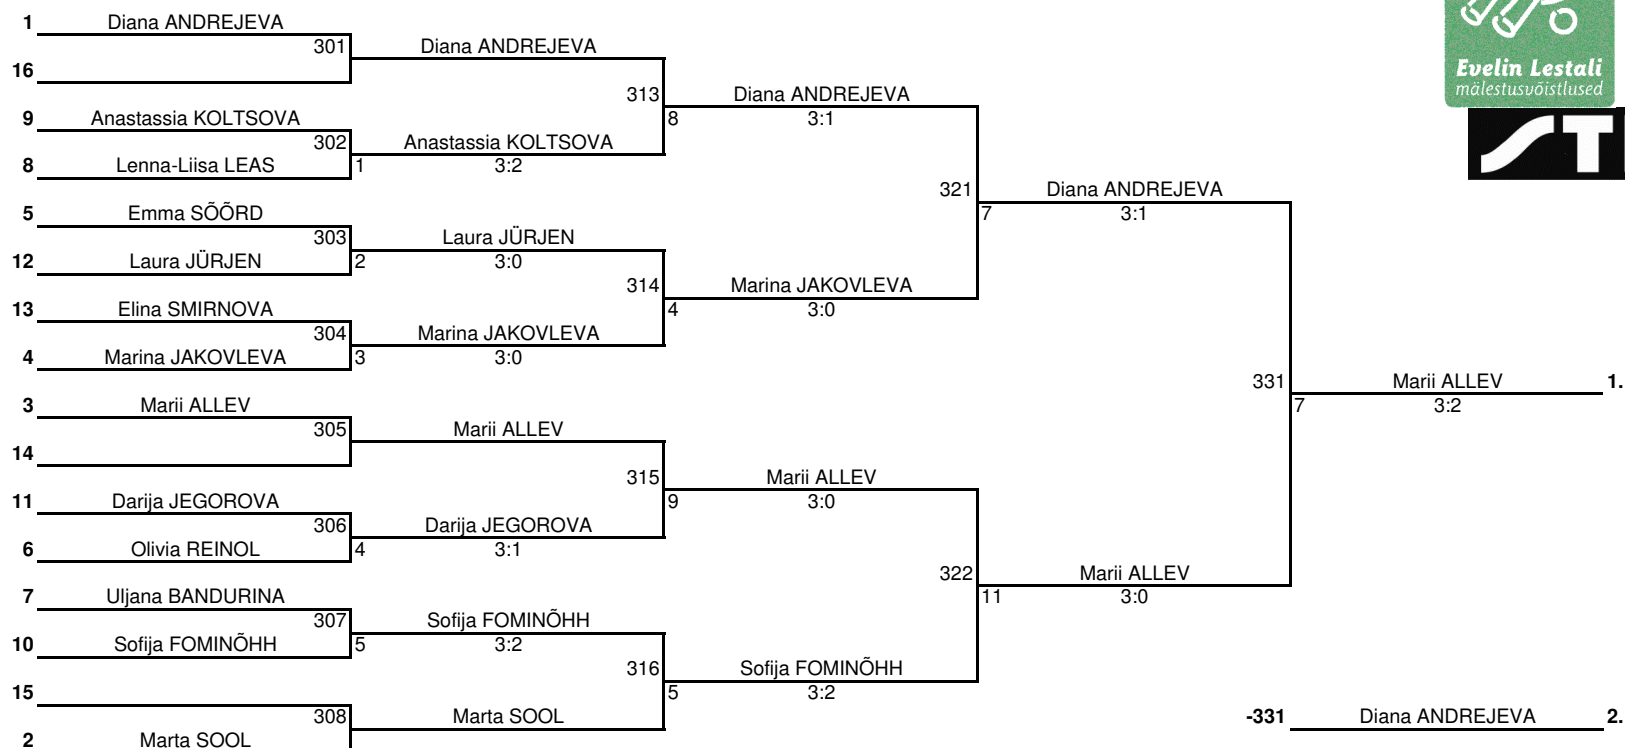 1 Diana ANDREJEVA
301 Diana ANDREJEVA
16
313 Diana ANDREJEVA
8 3:1
9 Anastassia KOLTSOVA
302 Anastassia KOLTSOVA
8 Lenna-Liisa LEAS 1 3:2
321 Diana ANDREJEVA
7 3:1
5 Emma SÕÕRD
303 Laura JÜRJEN
12 Laura JÜRJEN 2 3:0
314 Marina JAKOVLEVA
4 3:0
13 Elina SMIRNOVA
304 Marina JAKOVLEVA
4 Marina JAKOVLEVA 3 3:0
331 Marii ALLEV 1.
7 3:2
3 Marii ALLEV
305 Marii ALLEV
14
315 Marii ALLEV
9 3:0
11 Darija JEGOROVA
306 Darija JEGOROVA
6 Olivia REINOL 4 3:1
322 Marii ALLEV
11 3:0
7 Uljana BANDURINA
307 Sofija FOMINÕHH
10 Sofija FOMINÕHH 5 3:2
316 Sofija FOMINÕHH
5 3:2
15
308 Marta SOOL
2 Marta SOOL
-331 Diana ANDREJEVA 2.
Evelin Lestali
mälestusvõistlused
ST